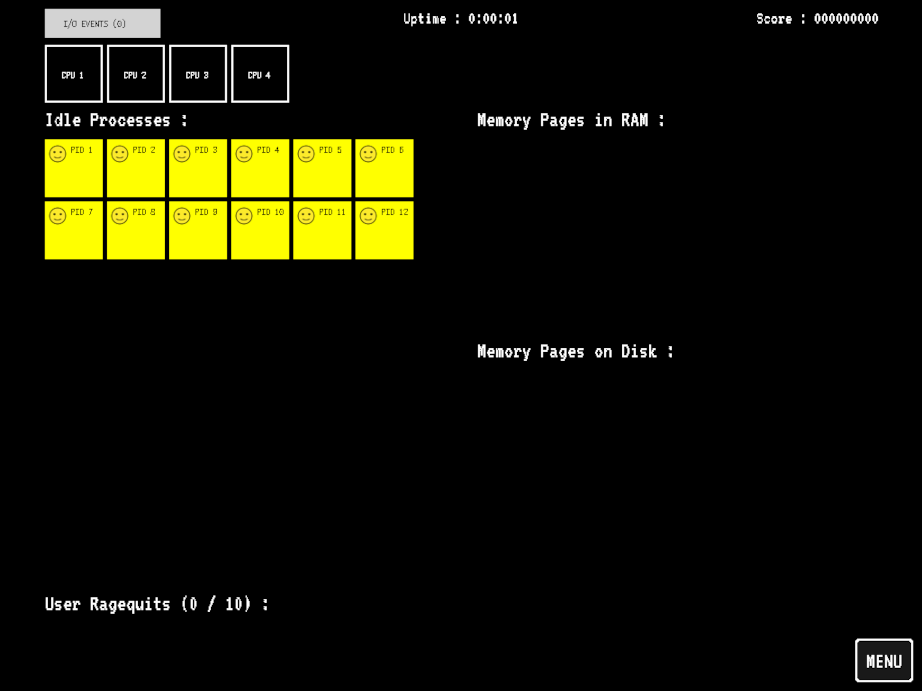 I/O EVENTS (0)
Uptime : 0:00:01
Score : 000000000
CPU 1
CPU 2
CPU 3
CPU 4
Idle Processes :
Memory Pages in RAM :
PID 1
PID 2
PID 3
PID 4
PID 5
PID 6
PID 7
PID 8
PID 9
PID 10
PID 11
PID 12
Memory Pages on Disk :
User Ragequits (0 / 10) :
MENU